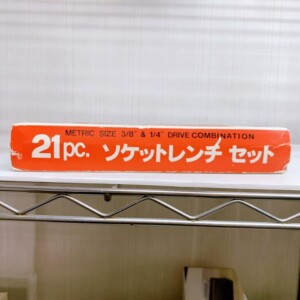 METRIC SIZE 3/8" & 1/4" DRIVE COMBINATION
21pc. ソケットレンチ セット